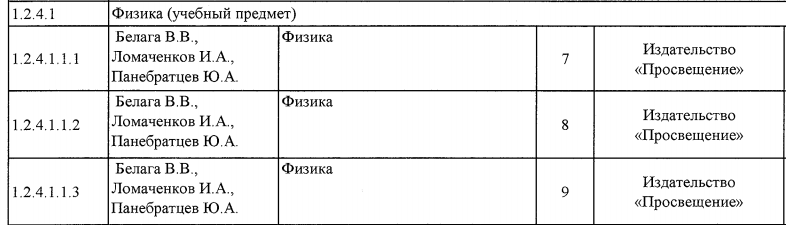 1.2.4.1 Физика (учебный предмет)
1.2.4.1.1.1 Белага В.В., Физика 7 Издательство
Ломаченков И.А., «Просвещение»
Панебратцев Ю.А.
1.2.4.1.1.2 Белага В.В., Физика 8 Издательство
Ломаченков И.А., «Просвещение»
Панебратцев Ю.А.
1.2.4.1.1.3 Белага В.В., Физика 9 Издательство
Ломаченков И.А., «Просвещение»
Панебратцев Ю.А.